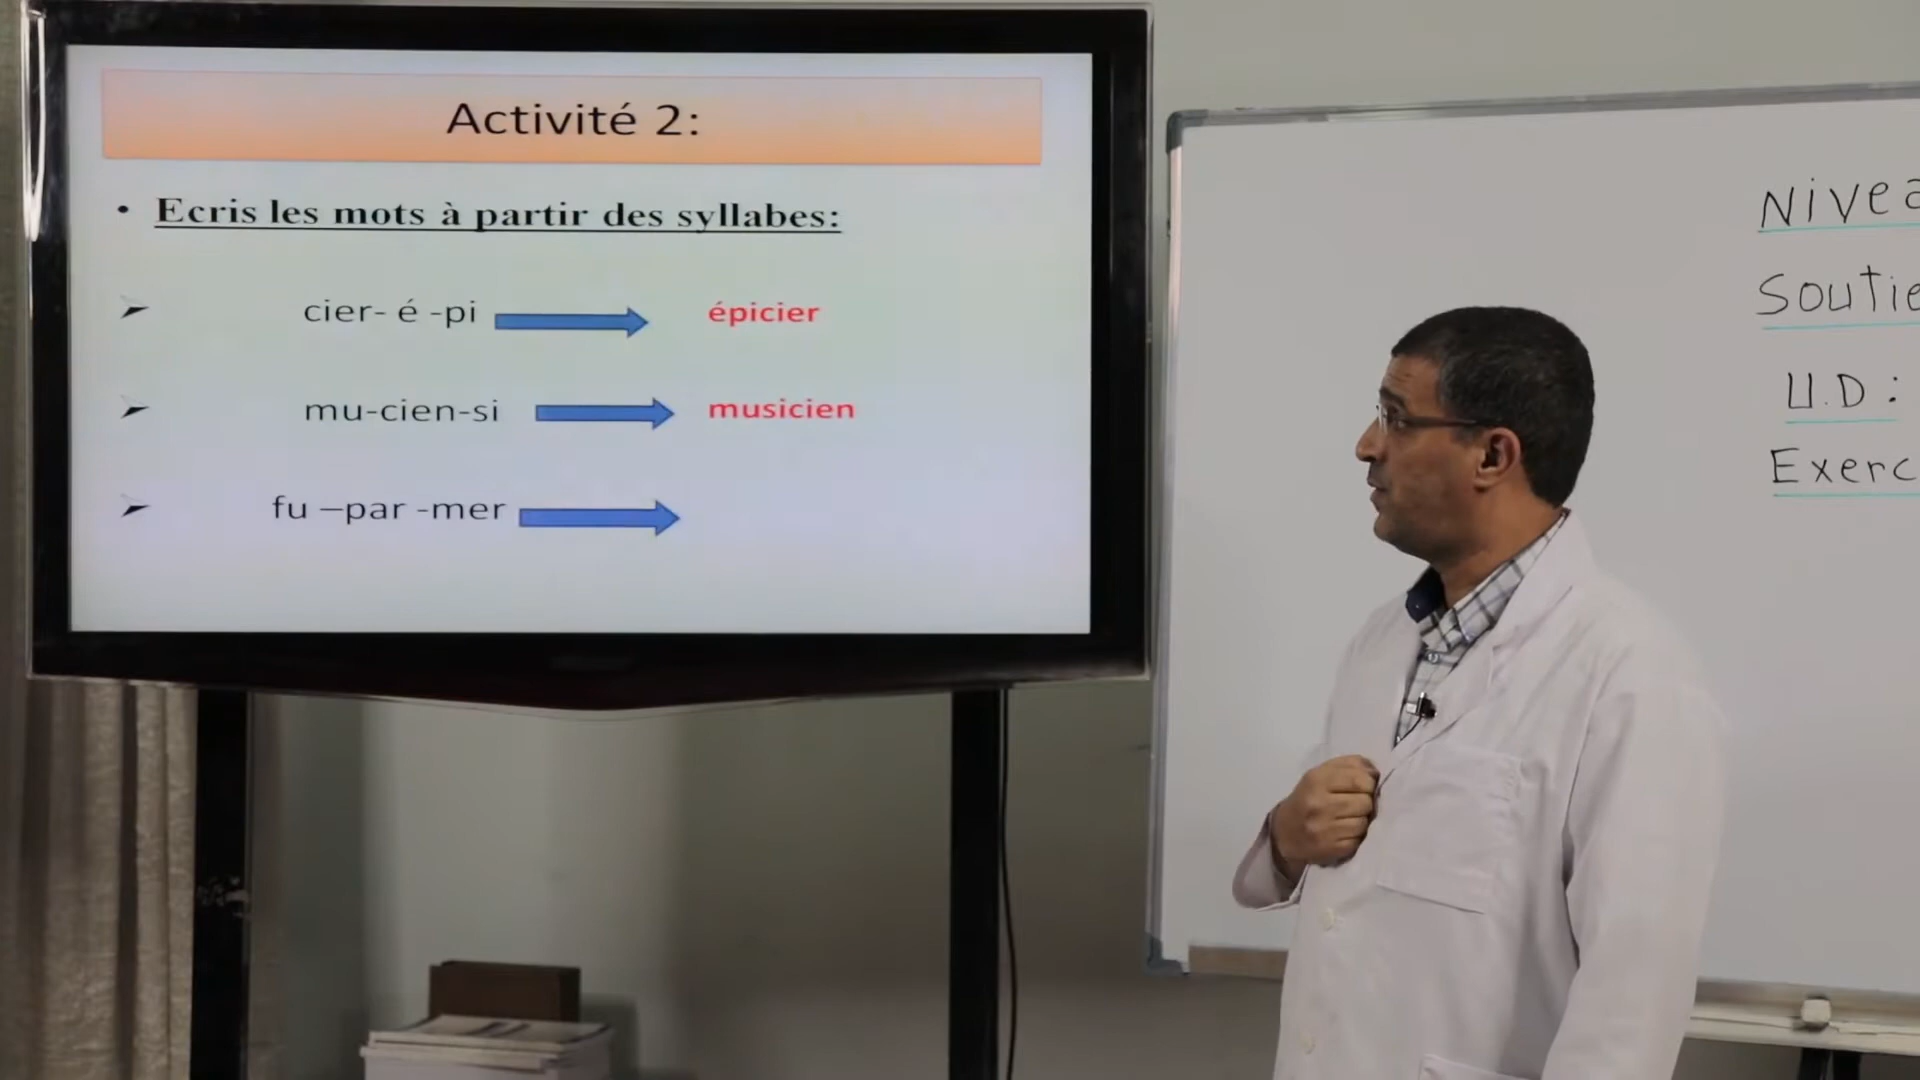 Activité 2:
• Ecris les mots à partir des syllabes:
cier- é -pi épicier
mu-cien-si musicien
fu –par -mer
Nivea
Soutie
U.D :
Exerc